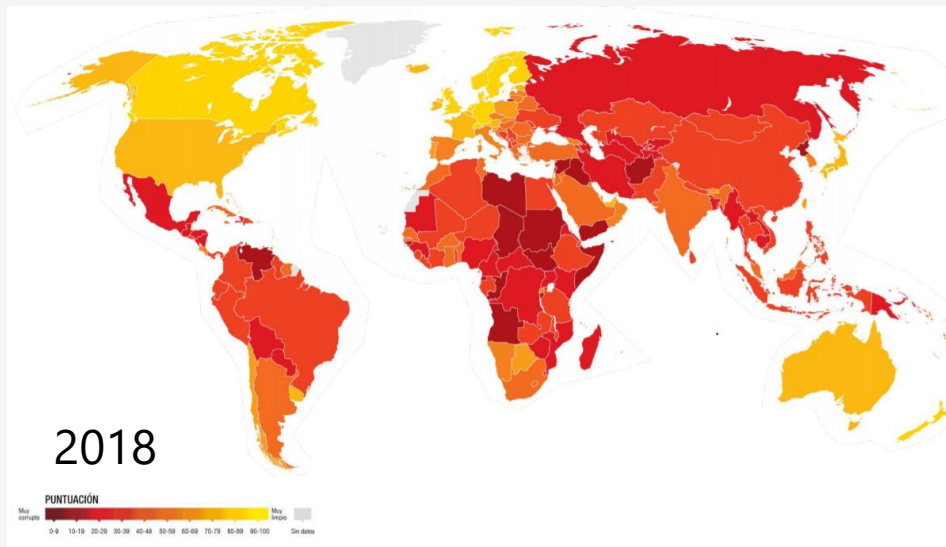 2018
PUNTUACIÓN
Muy corrupto
Muy limpio
0-9 10-19 20-29 30-39 40-49 50-59 60-69 70-79 80-89 90-100 Sin datos